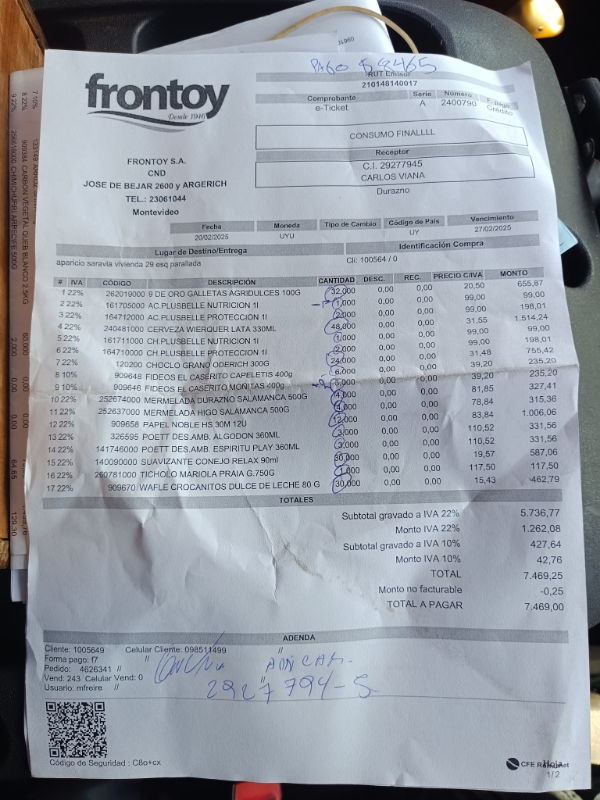 PAGO $ 8465
frontoy
Desde 1940
RUT Emisor
210148140017
Comprobante Serie Número F. Pago
e-Ticket A 2400790 Crédito
CONSUMO FINALLLL
Receptor
C.I. 29277945
CARLOS VIANA
Durazno
FRONTOY S.A.
CND
JOSE DE BEJAR 2600 y ARGERICH
TEL.: 23061044
Montevideo
Fecha Moneda Tipo de Cambio Código de País Vencimiento
20/02/2025 UYU UY 27/02/2025
Lugar de Destino/Entrega Identificación Compra
aparicio saravia vivienda 29 esq parallada Cli: 100564 / 0
# IVA CÓDIGO DESCRIPCIÓN CANTIDAD DESC. REC. PRECIO C.IVA MONTO
1 22% 262019000 9 DE ORO GALLETAS AGRIDULCES 100G 32,000 0,00 0,00 20,50 655,87
2 22% 161705000 AC.PLUSBELLE NUTRICION 1l 1,000 0,00 0,00 99,00 99,00
3 22% 164712000 AC.PLUSBELLE PROTECCION 1l 2,000 0,00 0,00 99,00 198,01
4 22% 240481000 CERVEZA WIERQUER LATA 330ML 48,000 0,00 0,00 31,55 1.514,24
5 22% 161711000 CH.PLUSBELLE NUTRICION 1l 1,000 0,00 0,00 99,00 99,00
6 22% 164710000 CH.PLUSBELLE PROTECCION 1l 2,000 0,00 0,00 99,00 198,01
7 22% 120200 CHOCLO GRANO ODERICH 300G 24,000 0,00 0,00 31,48 755,42
8 10% 909648 FIDEOS EL CASERITO CAPELETIS 400g 6,000 0,00 0,00 39,20 235,20
9 10% 909646 FIDEOS EL CASERITO MOÑITAS 400g 6,000 0,00 0,00 39,20 235,20
10 22% 252674000 MERMELADA DURAZNO SALAMANCA 500G 4,000 0,00 0,00 81,85 327,41
11 22% 252637000 MERMELADA HIGO SALAMANCA 500G 4,000 0,00 0,00 78,84 315,36
12 22% 909658 PAPEL NOBLE HS 30M 12U 12,000 0,00 0,00 83,84 1.006,06
13 22% 326595 POETT DES.AMB. ALGODON 360ML 3,000 0,00 0,00 110,52 331,56
14 22% 141746000 POETT DES.AMB. ESPIRITU PLAY 360ML 3,000 0,00 0,00 110,52 331,56
15 22% 140090000 SUAVIZANTE CONEJO RELAX 90ml 30,000 0,00 0,00 19,57 587,06
16 22% 260781000 TICHOLO MARIOLA PRAIA G.750G 1,000 0,00 0,00 117,50 117,50
17 22% 909670 WAFLE CROCANITOS DULCE DE LECHE 80 G 30,000 0,00 0,00 15,43 462,79
TOTALES
Subtotal gravado a IVA 22% 5.736,77
Monto IVA 22% 1.262,08
Subtotal gravado a IVA 10% 427,64
Monto IVA 10% 42,76
TOTAL 7.469,25
Monto no facturable -0,25
TOTAL A PAGAR 7.469,00
ADENDA
Cliente: 1005649 Celular Cliente: 098511499 //
Forma pago: f7 //
Pedido: 4626341 //
Vend: 243 Celular Vend: 0 //
Usuario: mfreire //
2927794-5
Código de Seguridad : C8o+cx
1/2